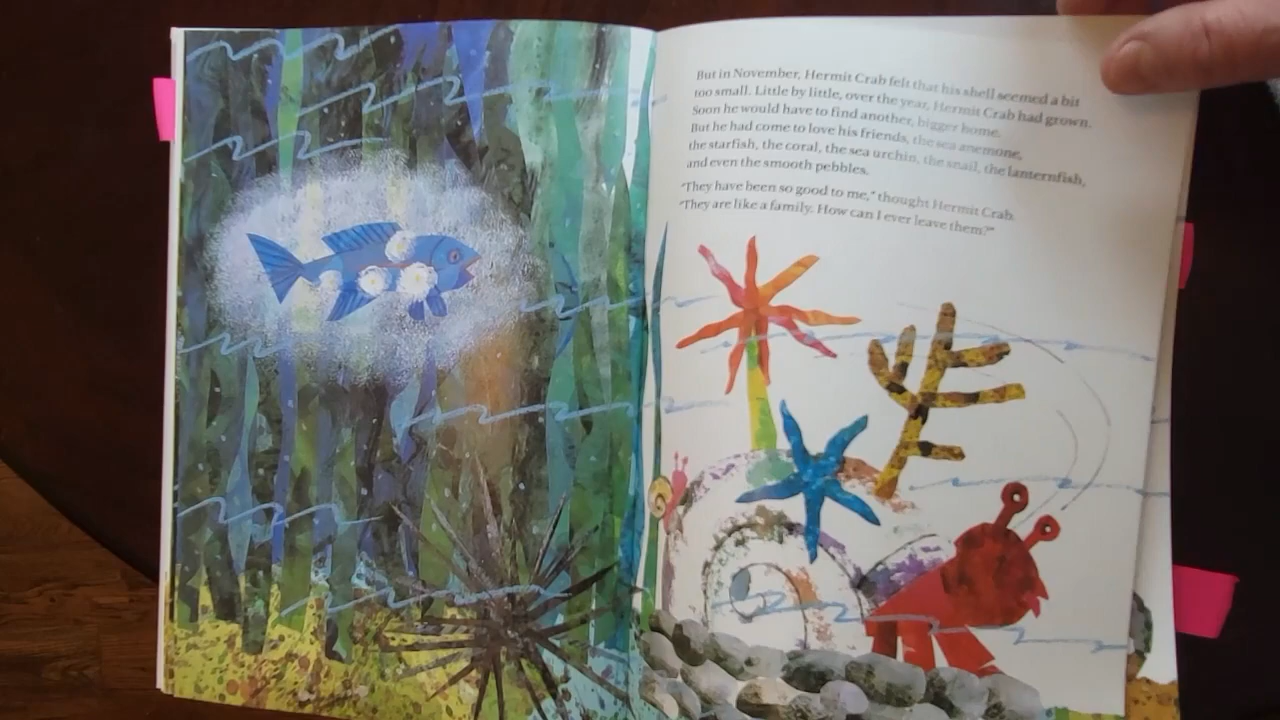 But in November, Hermit Crab felt that his shell seemed a bit
too small. Little by little, over the year, Hermit Crab had grown.
Soon he would have to find another, bigger home.
But he had come to love his friends, the sea anemone,
the starfish, the coral, the sea urchin, the snail, the lanternfish,
and even the smooth pebbles.
"They have been so good to me," thought Hermit Crab.
"They are like a family. How can I ever leave them?"